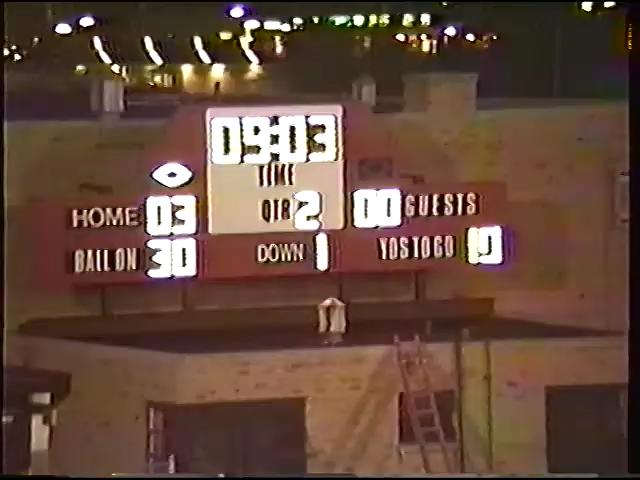 09:03
TIME
QTR 2
HOME 03
00 GUESTS
BALL ON 30
DOWN 1
YDS TO GO 10